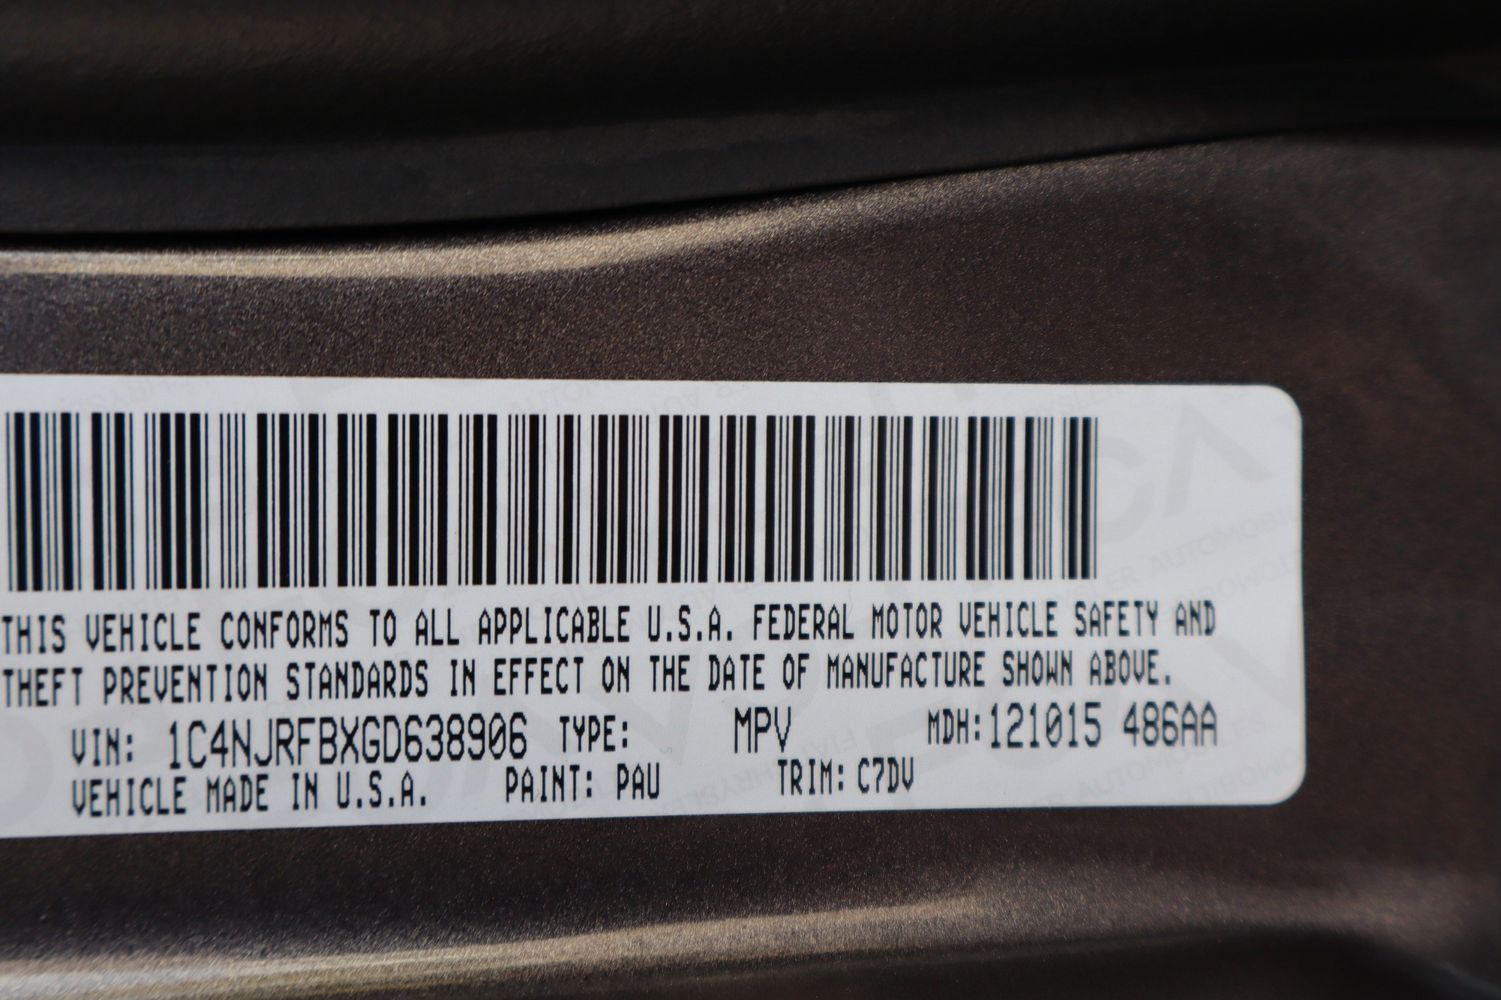 THIS VEHICLE CONFORMS TO ALL APPLICABLE U.S.A. FEDERAL MOTOR VEHICLE SAFETY AND
THEFT PREVENTION STANDARDS IN EFFECT ON THE DATE OF MANUFACTURE SHOWN ABOVE.
VIN: 1C4NJRFBXGD638906 TYPE: MPV MDH: 121015 486AA
VEHICLE MADE IN U.S.A. PAINT: PAU TRIM: C7DV